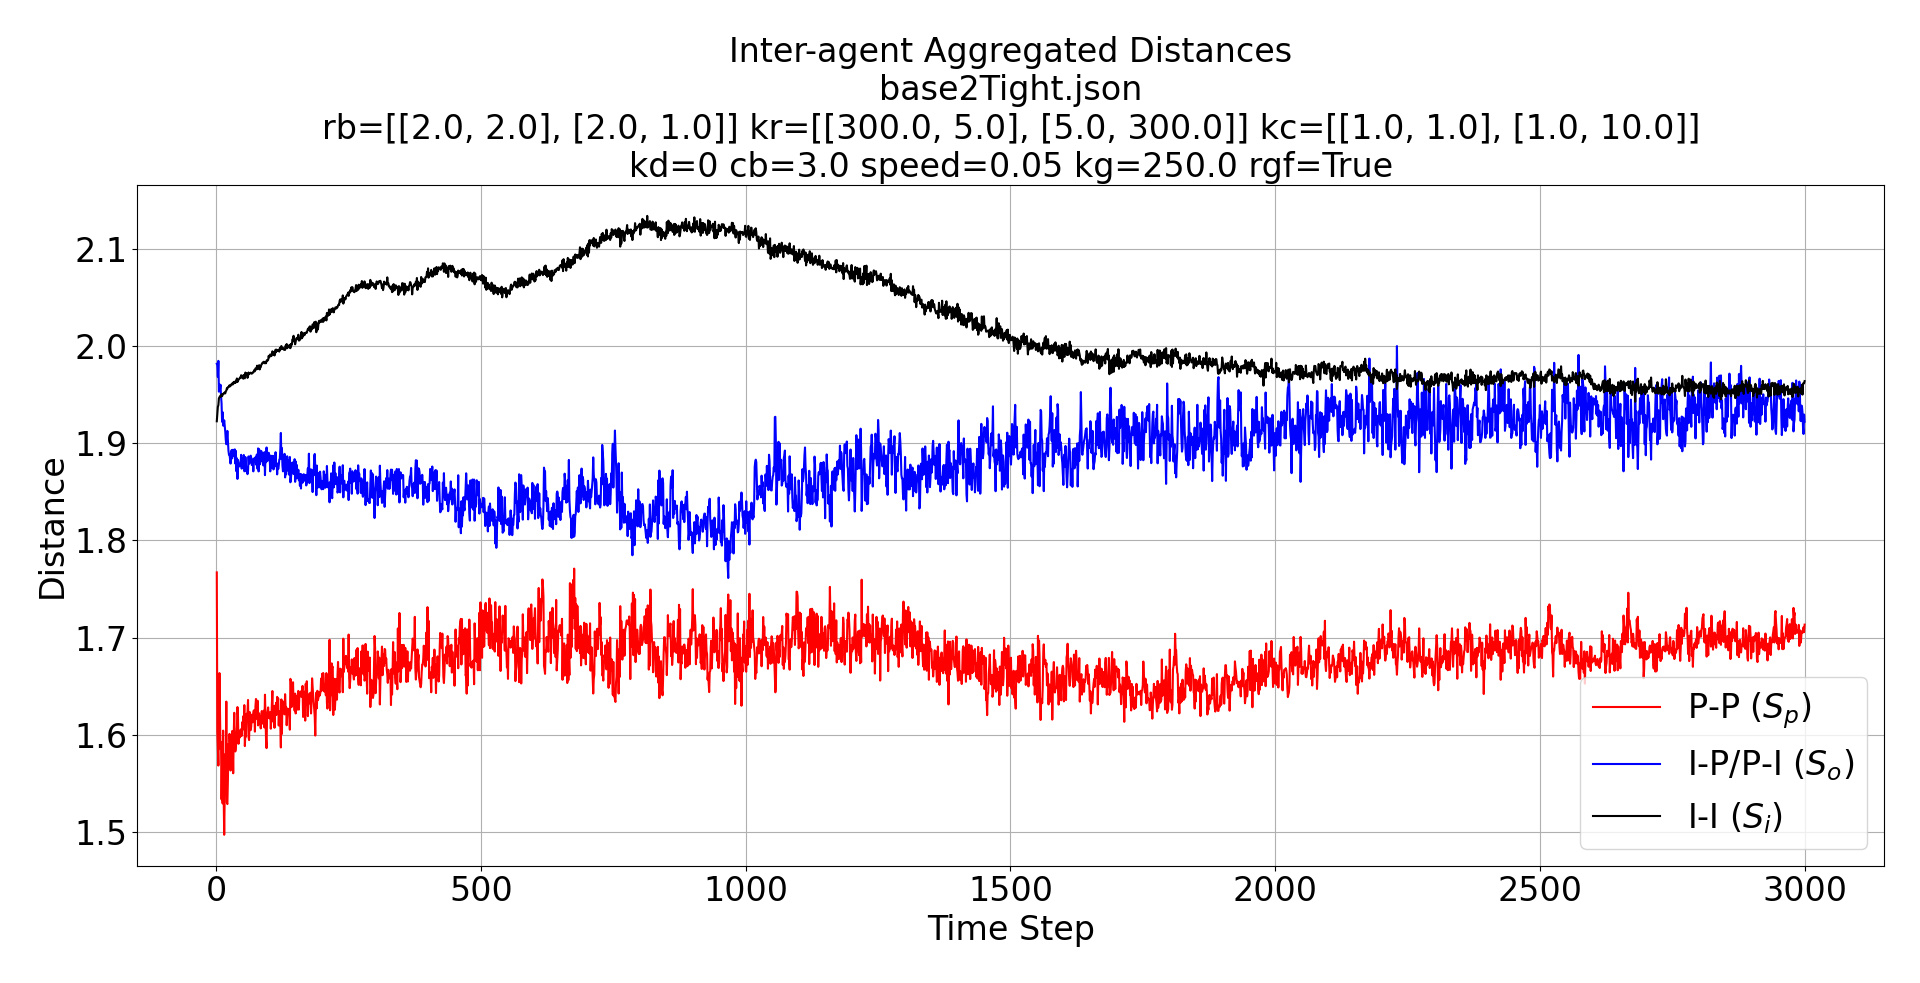 Inter-agent Aggregated Distances
base2Tight.json
rb=[[2.0, 2.0], [2.0, 1.0]] kr=[[300.0, 5.0], [5.0, 300.0]] kc=[[1.0, 1.0], [1.0, 10.0]]
kd=0 cb=3.0 speed=0.05 kg=250.0 rgf=True
Distance
2.1
2.0
1.9
1.8
1.7
1.6
1.5
P-P (S_p)
I-P/P-I (S_o)
I-I (S_i)
0 500 1000 1500 2000 2500 3000
Time Step